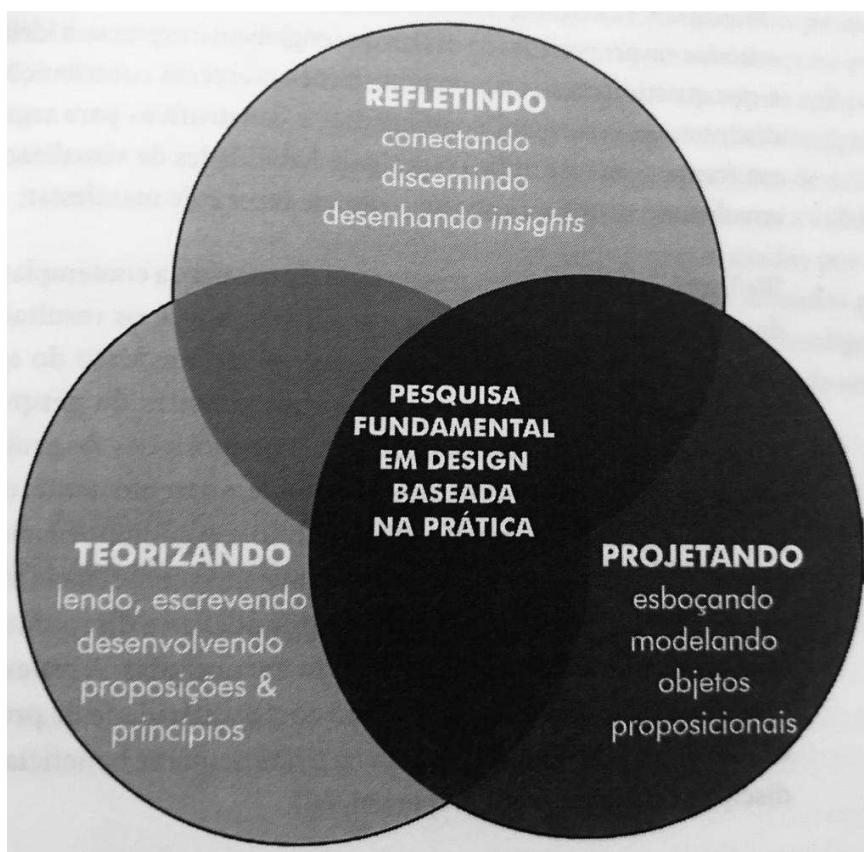 REFLETINDO
conectando
discernindo
desenhando insights
PESQUISA
FUNDAMENTAL
EM DESIGN
BASEADA
NA PRÁTICA
TEORIZANDO
lendo, escrevendo
desenvolvendo
proposições &
princípios
PROJETANDO
esboçando
modelando
objetos
proposicionais